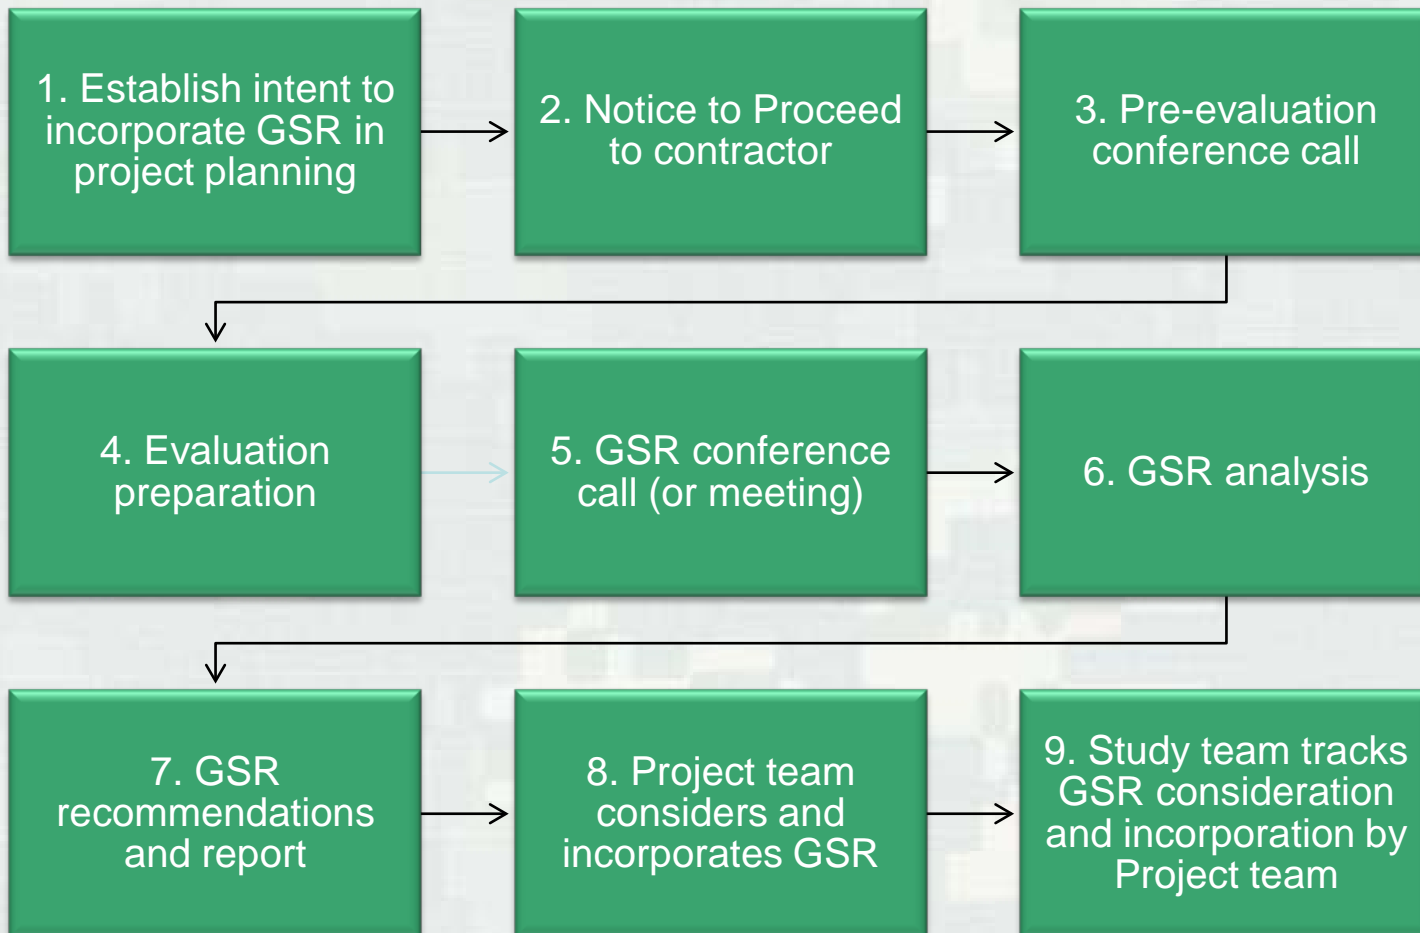 1. Establish intent to
incorporate GSR in
project planning
2. Notice to Proceed
to contractor
3. Pre-evaluation
conference call
4. Evaluation
preparation
5. GSR conference
call (or meeting)
6. GSR analysis
7. GSR
recommendations
and report
8. Project team
considers and
incorporates GSR
9. Study team tracks
GSR consideration
and incorporation by
Project team